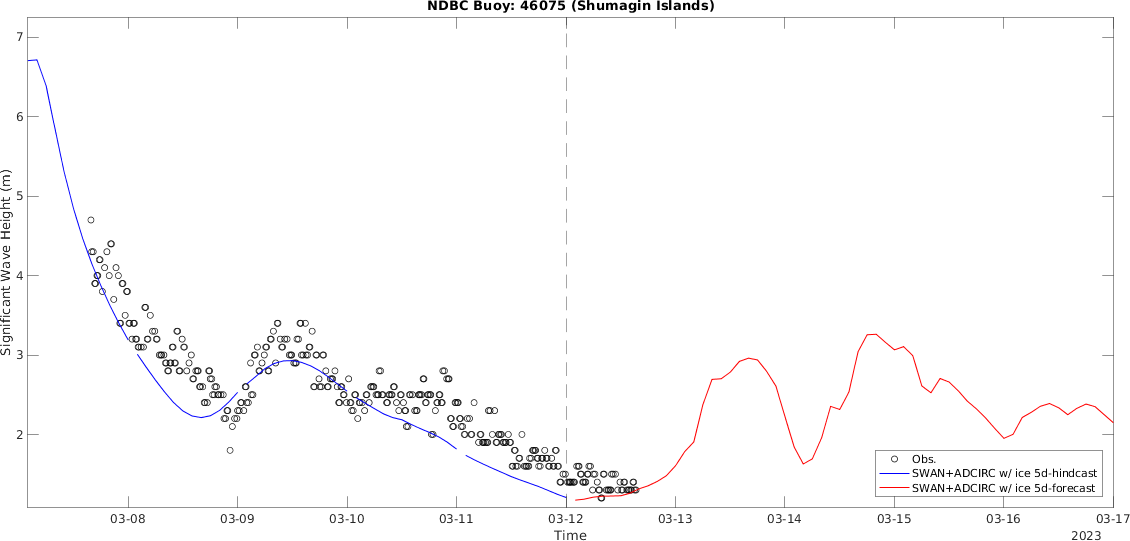 NDBC Buoy: 46075 (Shumagin Islands)
Significant Wave Height (m)
7
6
5
4
3
2
Obs.
SWAN+ADCIRC w/ ice 5d-hindcast
SWAN+ADCIRC w/ ice 5d-forecast
03-08 03-09 03-10 03-11 03-12 03-13 03-14 03-15 03-16 03-17
Time
2023